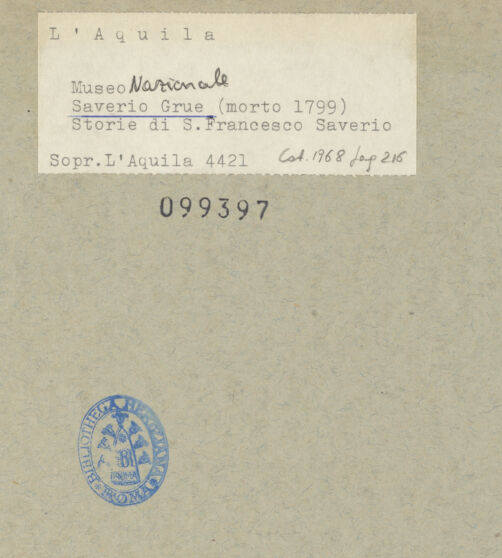 L'Aquila
Museo Nazionale
Saverio Grue (morto 1799)
Storie di S.Francesco Saverio
Sopr.L'Aquila 4421 Cat. 1968 pag 216
099397
BIBLIOTHECA HERTZIANA
ROMA